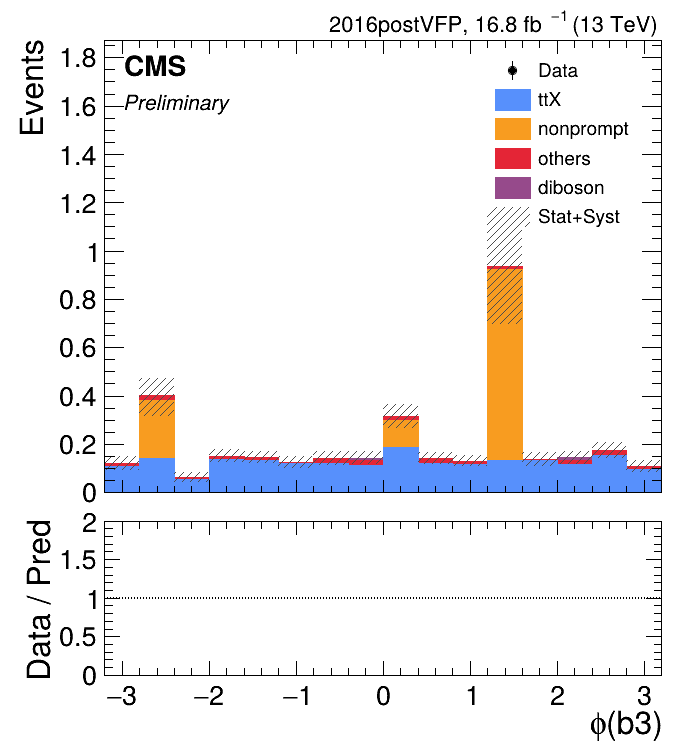 2016postVFP, 16.8 fb⁻¹ (13 TeV)
CMS
Preliminary
Events
1.8
1.6
1.4
1.2
1
0.8
0.6
0.4
0.2
0
Data
ttX
nonprompt
others
diboson
Stat+Syst
Data / Pred
2
1.5
1
0.5
0
−3 −2 −1 0 1 2 3
ϕ(b3)